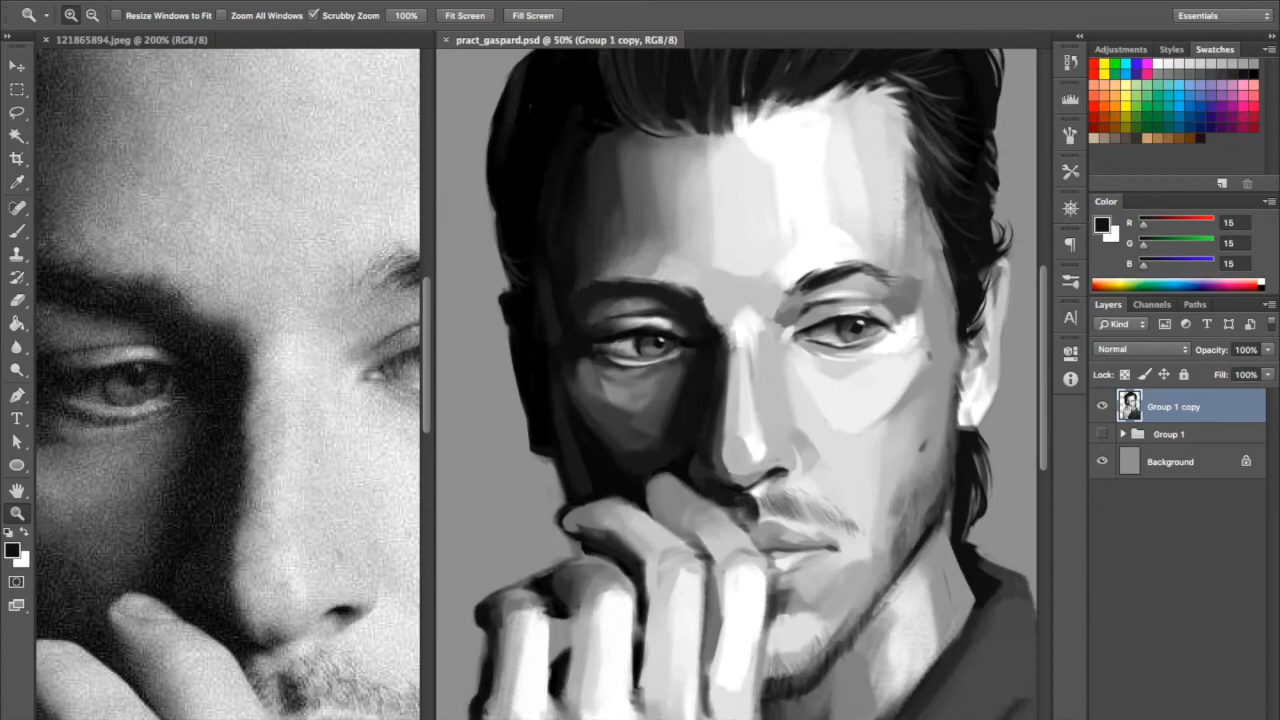 Resize Windows to Fit Zoom All Windows Scrubby Zoom 100% Fit Screen Fill Screen Essentials
121865894.jpeg @ 200% (RGB/8) pract_gaspard.psd @ 50% (Group 1 copy, RGB/8)
Adjustments Styles Swatches
Color
R 15
G 15
B 15
Layers Channels Paths
Kind
Normal Opacity: 100%
Lock: Fill: 100%
Group 1 copy
Group 1
Background